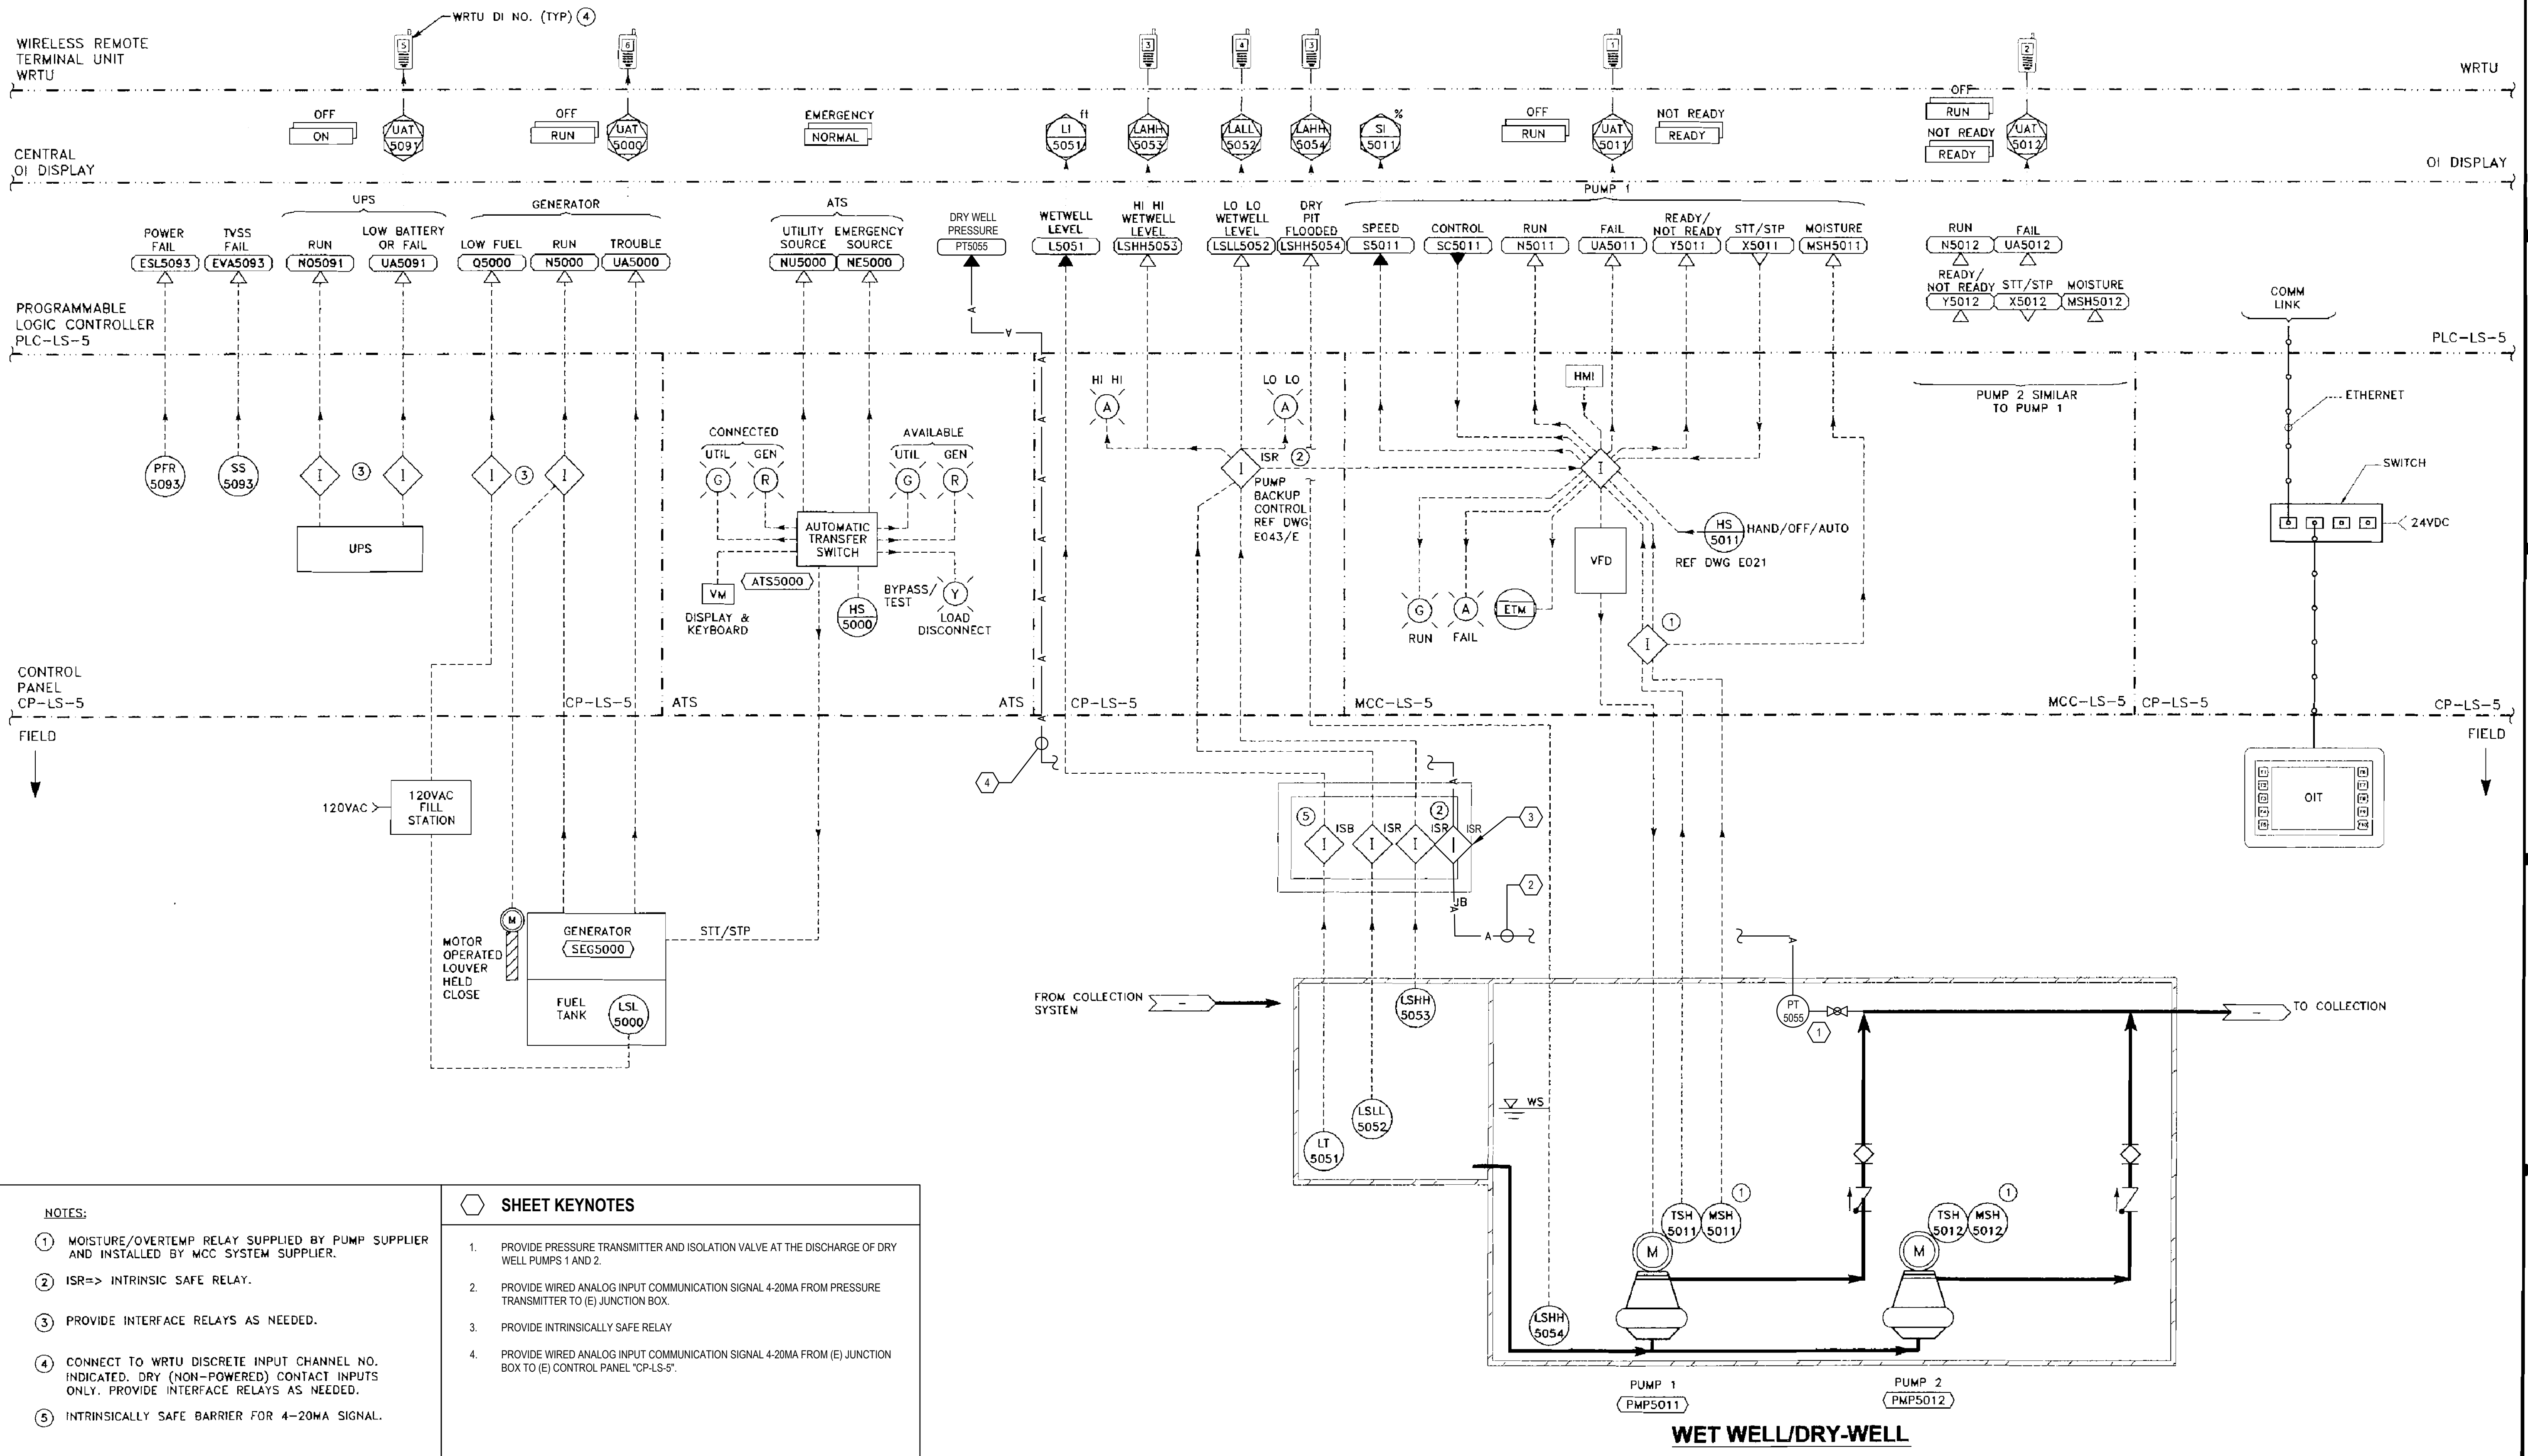 WRTU DI NO. (TYP) 4
WIRELESS REMOTE
TERMINAL UNIT
WRTU
5
6
3
4
3
1
2
WRTU
OFF
ON
UAT
5091
OFF
RUN
UAT
5000
EMERGENCY
NORMAL
ft
LI
5051
LAHH
5053
LALL
5052
LAHH
5054
%
SI
5011
OFF
RUN
UAT
5011
NOT READY
READY
OFF
RUN
NOT READY
READY
UAT
5012
CENTRAL
OI DISPLAY
OI DISPLAY
UPS
GENERATOR
ATS
PUMP 1
POWER
FAIL
ESL5093
TVSS
FAIL
EVA5093
RUN
NO5091
LOW BATTERY
OR FAIL
UA5091
LOW FUEL
Q5000
RUN
N5000
TROUBLE
UA5000
UTILITY
SOURCE
NU5000
EMERGENCY
SOURCE
NE5000
DRY WELL
PRESSURE
PT5055
WETWELL
LEVEL
L5051
HI HI
WETWELL
LEVEL
LSHH5053
LO LO
WETWELL
LEVEL
LSLL5052
DRY
PIT
FLOODED
LSHH5054
SPEED
S5011
CONTROL
SC5011
RUN
N5011
FAIL
UA5011
READY/
NOT READY
Y5011
STT/STP
X5011
MOISTURE
MSH5011
RUN
N5012
FAIL
UA5012
READY/
NOT READY
Y5012
STT/STP
X5012
MOISTURE
MSH5012
COMM
LINK
PROGRAMMABLE
LOGIC CONTROLLER
PLC-LS-5
PLC-LS-5
A
A
A
A
A
A
A
A
A
A
A
PFR
5093
SS
5093
I
3
I
I
3
I
UPS
CONNECTED
UTIL
GEN
G
R
AVAILABLE
UTIL
GEN
G
R
AUTOMATIC
TRANSFER
SWITCH
ATS5000
VM
DISPLAY &
KEYBOARD
HS
5000
BYPASS/
TEST
Y
LOAD
DISCONNECT
HI HI
A
LO LO
A
I
ISR
2
PUMP
BACKUP
CONTROL
REF DWG
E043/E
HMI
I
HS
5011
HAND/OFF/AUTO
REF DWG E021
VFD
G
RUN
A
FAIL
ETM
I
1
PUMP 2 SIMILAR
TO PUMP 1
ETHERNET
SWITCH
24VDC
CONTROL
PANEL
CP-LS-5
CP-LS-5
ATS
ATS
CP-LS-5
MCC-LS-5
MCC-LS-5
CP-LS-5
CP-LS-5
FIELD
FIELD
4
120VAC
120VAC
FILL
STATION
OIT
5
I
ISB
I
ISR
I
2
ISR
I
ISR
3
2
JB
A
A
A
A
M
MOTOR
OPERATED
LOUVER
HELD
CLOSE
GENERATOR
SEG5000
STT/STP
FUEL
TANK
LSL
5000
FROM COLLECTION
SYSTEM
LSHH
5053
PT
5055
1
TO COLLECTION
LSLL
5052
LT
5051
WS
TSH
5011
MSH
5011
1
M
TSH
5012
MSH
5012
1
M
LSHH
5054
PUMP 1
PMP5011
PUMP 2
PMP5012
WET WELL/DRY-WELL
NOTES:
1 MOISTURE/OVERTEMP RELAY SUPPLIED BY PUMP SUPPLIER
AND INSTALLED BY MCC SYSTEM SUPPLIER.
2 ISR=> INTRINSIC SAFE RELAY.
3 PROVIDE INTERFACE RELAYS AS NEEDED.
4 CONNECT TO WRTU DISCRETE INPUT CHANNEL NO.
INDICATED. DRY (NON-POWERED) CONTACT INPUTS
ONLY. PROVIDE INTERFACE RELAYS AS NEEDED.
5 INTRINSICALLY SAFE BARRIER FOR 4-20MA SIGNAL.
SHEET KEYNOTES
1. PROVIDE PRESSURE TRANSMITTER AND ISOLATION VALVE AT THE DISCHARGE OF DRY
WELL PUMPS 1 AND 2.
2. PROVIDE WIRED ANALOG INPUT COMMUNICATION SIGNAL 4-20MA FROM PRESSURE
TRANSMITTER TO (E) JUNCTION BOX.
3. PROVIDE INTRINSICALLY SAFE RELAY
4. PROVIDE WIRED ANALOG INPUT COMMUNICATION SIGNAL 4-20MA FROM (E) JUNCTION
BOX TO (E) CONTROL PANEL "CP-LS-5".